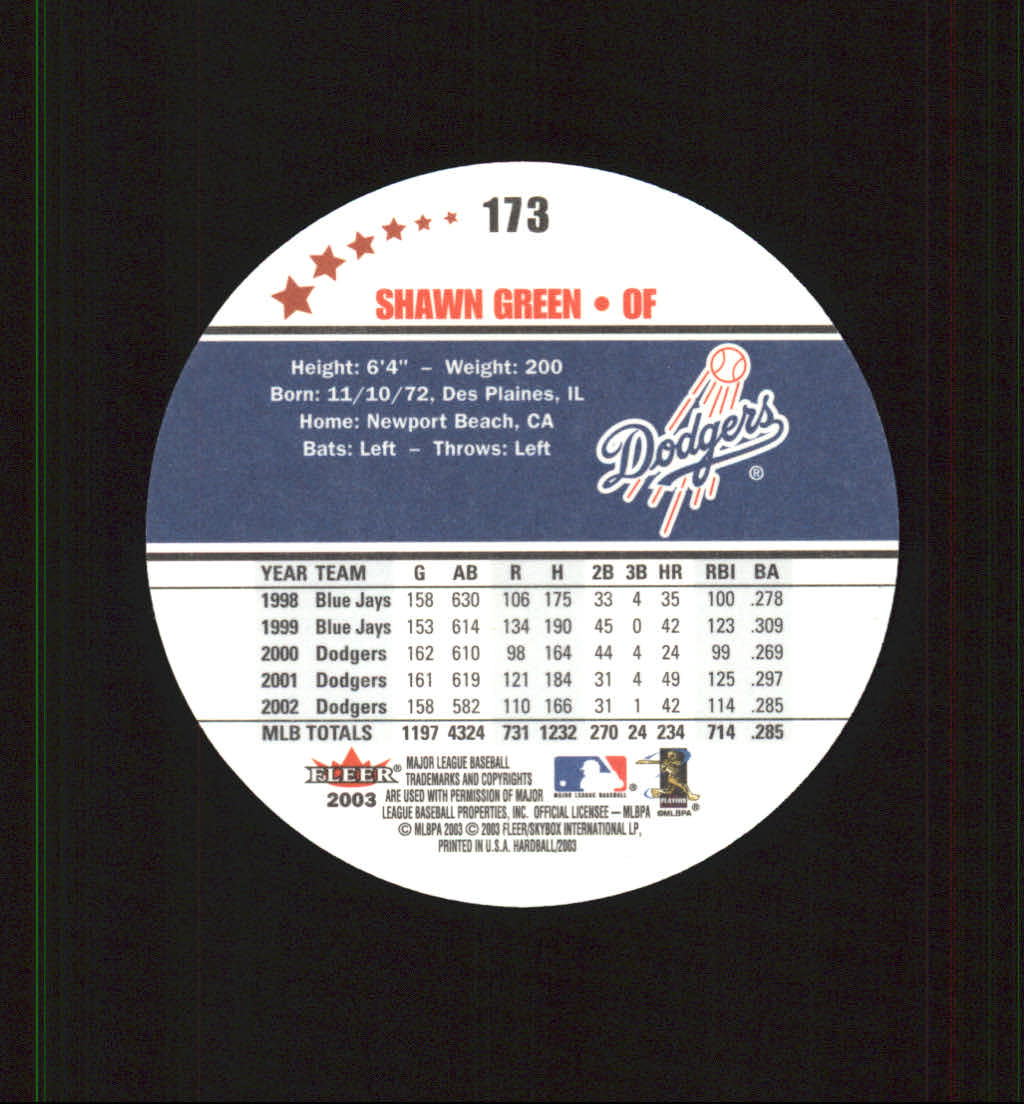 173
SHAWN GREEN • OF
Height: 6'4" – Weight: 200
Born: 11/10/72, Des Plaines, IL
Home: Newport Beach, CA
Bats: Left – Throws: Left
Dodgers ®
YEAR TEAM G AB R H 2B 3B HR RBI BA
1998 Blue Jays 158 630 106 175 33 4 35 100 .278
1999 Blue Jays 153 614 134 190 45 0 42 123 .309
2000 Dodgers 162 610 98 164 44 4 24 99 .269
2001 Dodgers 161 619 121 184 31 4 49 125 .297
2002 Dodgers 158 582 110 166 31 1 42 114 .285
MLB TOTALS 1197 4324 731 1232 270 24 234 714 .285
FLEER®
2003
MAJOR LEAGUE BASEBALL
TRADEMARKS AND COPYRIGHTS
ARE USED WITH PERMISSION OF MAJOR
LEAGUE BASEBALL PROPERTIES, INC. OFFICIAL LICENSEE – MLBPA
© MLBPA 2003 © 2003 FLEER/SKYBOX INTERNATIONAL LP,
PRINTED IN U.S.A. HARDBALL/2003
MAJOR LEAGUE BASEBALL ®
PLAYERS ®
©MLBPA